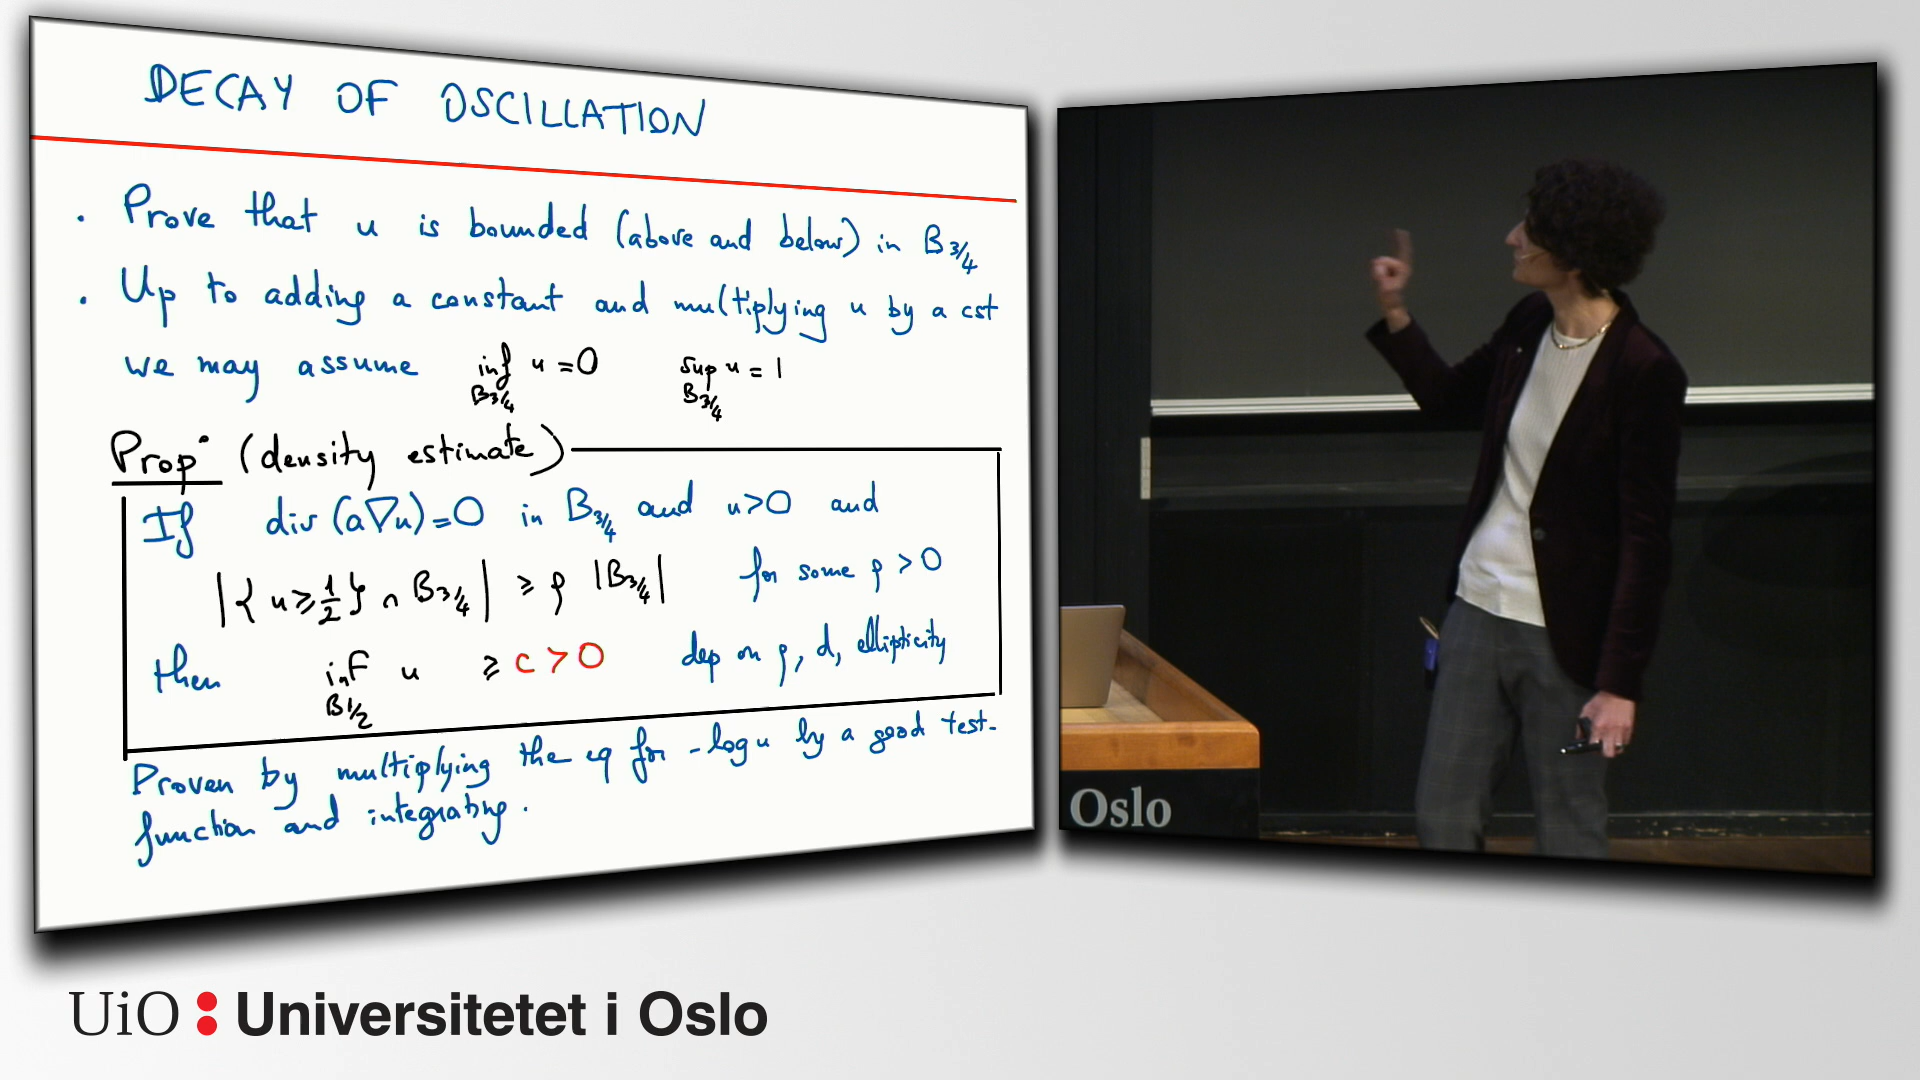 DECAY OF OSCILLATION
. Prove that u is bounded (above and below) in B3/4
. Up to adding a constant and multiplying u by a cst
we may assume inf u = 0 sup u = 1
B3/4 B3/4
Prop. (density estimate)
If div (a∇u) = 0 in B3/4 and u>0 and
|{u ≥ 1/2} ∩ B3/4| ≥ ρ |B3/4| for some ρ > 0
then inf u ≥ c > 0 dep on ρ, d, ellipticity
B1/2
Proven by multiplying the eq for -log u by a good test-
function and integrating.
Oslo
UiO : Universitetet i Oslo